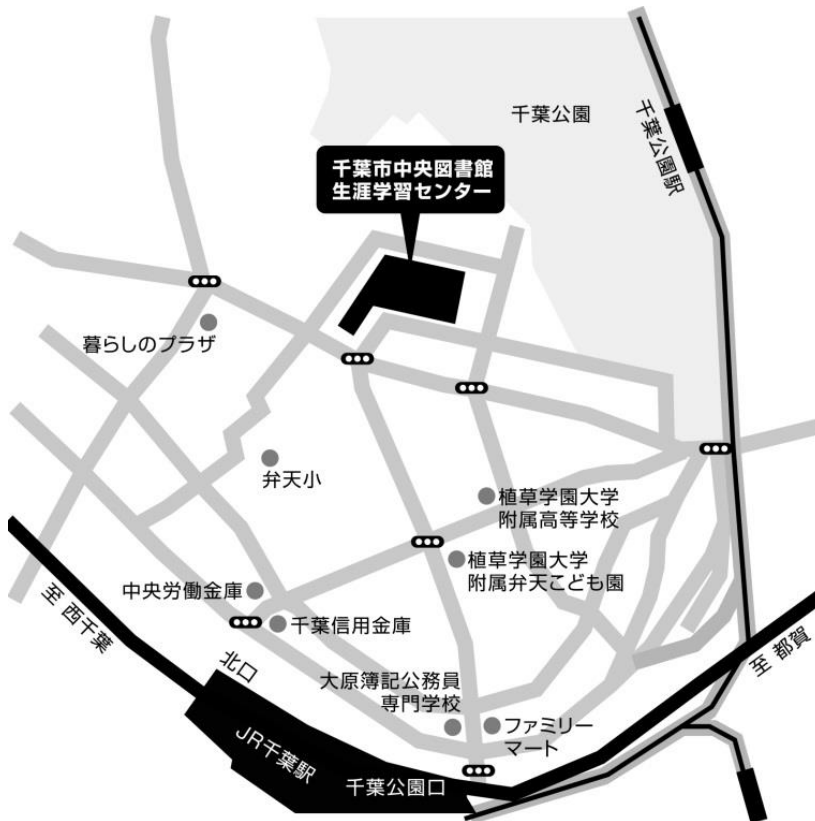 千葉公園
千葉公園駅
千葉市中央図書館
生涯学習センター
暮らしのプラザ
弁天小
植草学園大学
附属高等学校
植草学園大学
附属弁天こども園
中央労働金庫
千葉信用金庫
至 西千葉
北口
至 都賀
大原簿記公務員
専門学校
ファミリー
マート
JR千葉駅
千葉公園口